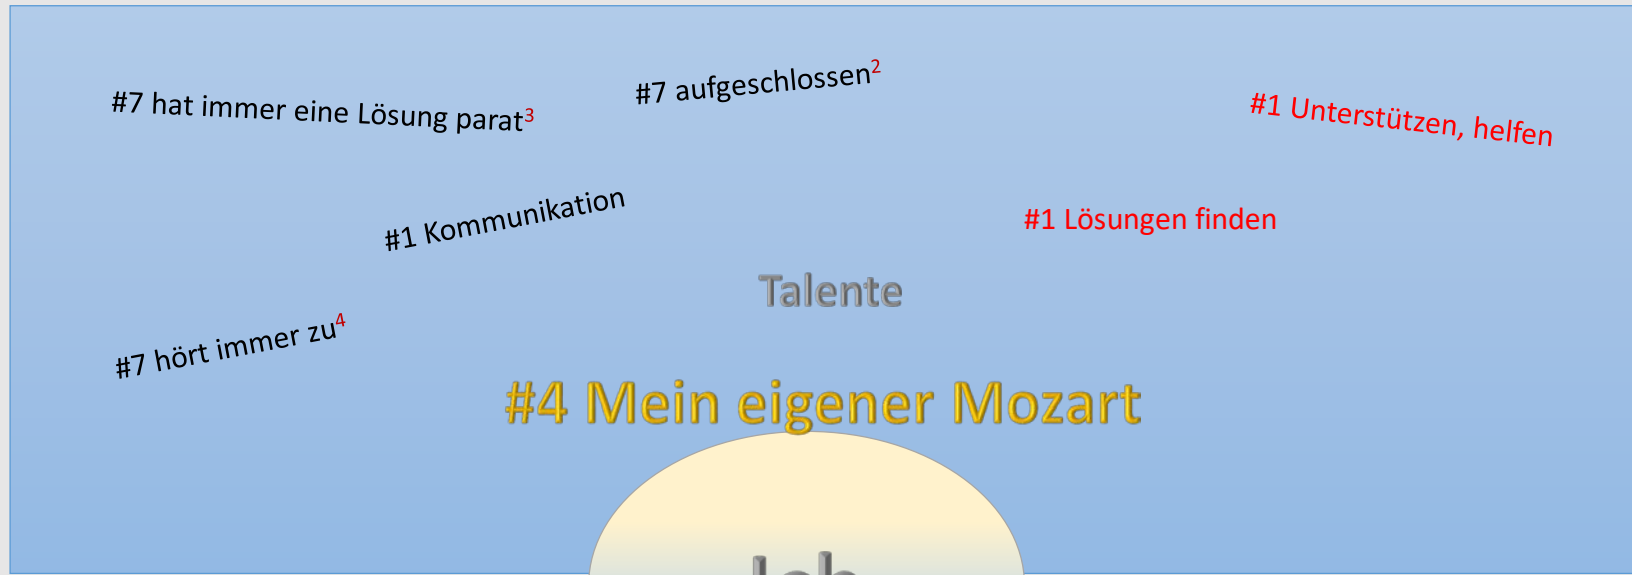 #7 hat immer eine Lösung parat³
#7 aufgeschlossen²
#1 Unterstützen, helfen
#1 Kommunikation
#1 Lösungen finden
Talente
#7 hört immer zu⁴
#4 Mein eigener Mozart